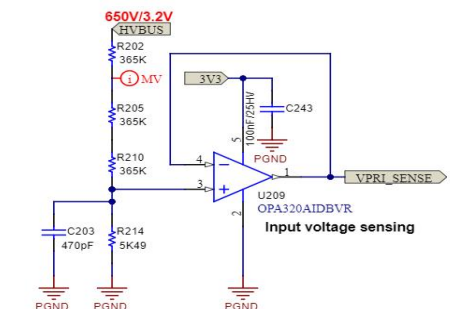 650V/3.2V
HVBUS
R202
365K
i MV
3V3
R205
365K
100nF/25HV
C243
R210
365K
PGND
5
4
1
VPRI_SENSE
3
U209
OPA320AIDBVR
2
Input voltage sensing
C203
470pF
R214
5K49
PGND
PGND
PGND